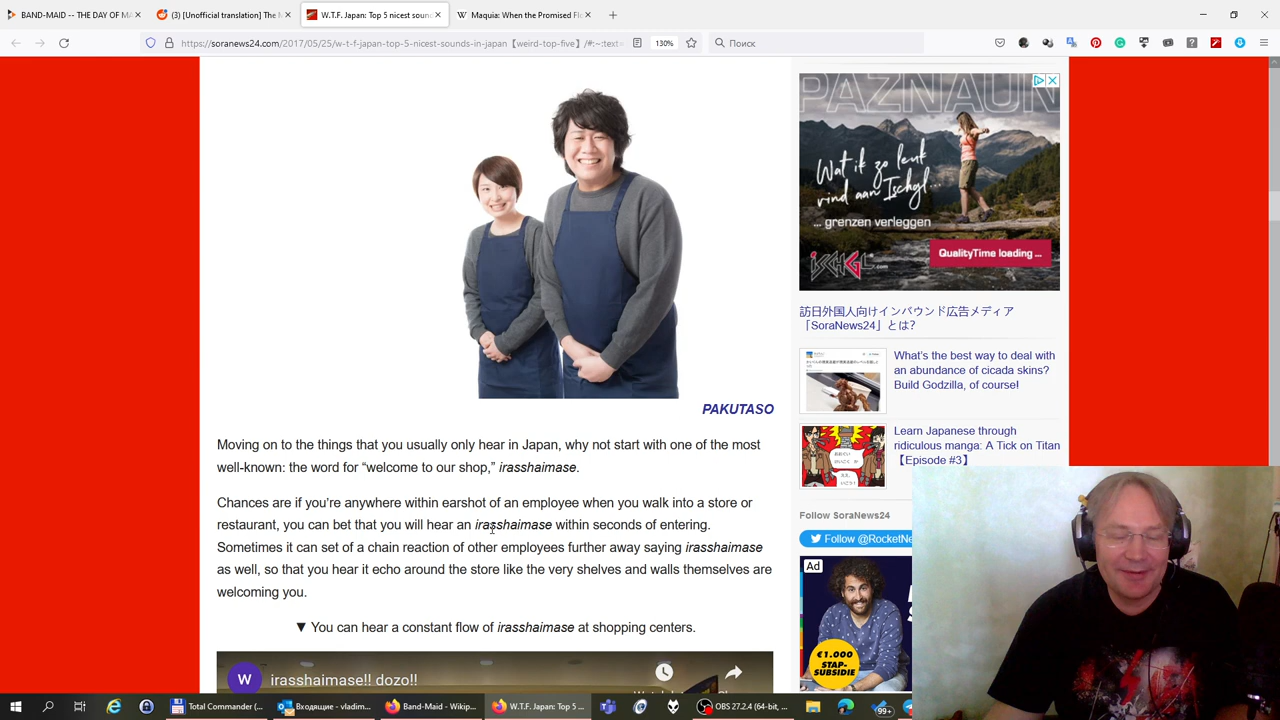 BAND-MAID -- THE DAY OF MA
(3) [Unofficial translation] The M
W.T.F. Japan: Top 5 nicest soun
Maquia: When the Promised Flo
https://soranews24.com/2017/05/25/w-t-f-japan-top-5-nicest-sounds-in-japan【weird-top-five】/#:~:text=
130%
Поиск
PAZNAUN
Wat ik zo leuk
vind aan Ischgl...
... grenzen verleggen
QualityTime loading ...
ISCHGL.com
PAKUTASO
訪日外国人向けインバウンド広告メディア
「SoraNews24」とは?
What's the best way to deal with
an abundance of cicada skins?
Build Godzilla, of course!
Learn Japanese through
ridiculous manga: A Tick on Titan
【Episode #3】
Moving on to the things that you usually only hear in Japan, why not start with one of the most
well-known: the word for “welcome to our shop,” irasshaimase.
Chances are if you’re anywhere within earshot of an employee when you walk into a store or
restaurant, you can bet that you will hear an irasshaimase within seconds of entering.
Sometimes it can set of a chain reaction of other employees further away saying irasshaimase
as well, so that you hear it echo around the store like the very shelves and walls themselves are
welcoming you.
▼ You can hear a constant flow of irasshaimase at shopping centers.
Follow SoraNews24
Follow @RocketNe
Ad
€1.000
STAP-
SUBSIDIE
W
irasshaimase!! dozo!!
Total Commander (...
Входящие - vladim...
Band-Maid - Wikip...
W.T.F. Japan: Top 5 ...
OBS 27.2.4 (64-bit, ...
99+